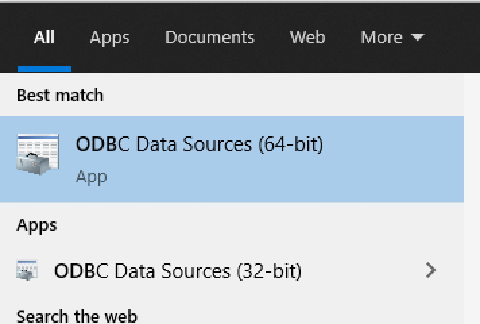 All Apps Documents Web More
Best match
ODBC Data Sources (64-bit)
App
Apps
ODBC Data Sources (32-bit)
Search the web